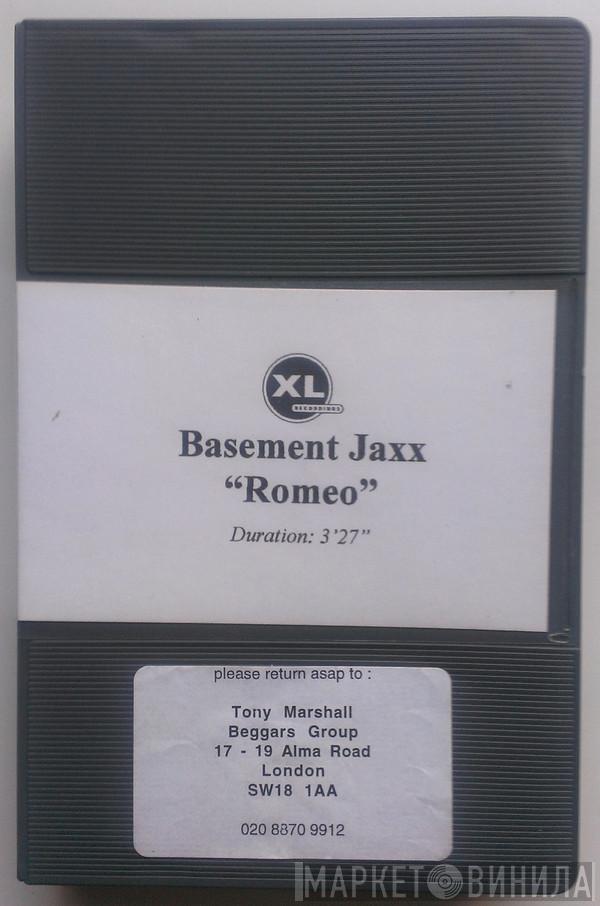 XL
RECORDINGS
Basement Jaxx
“Romeo”
Duration: 3’27”
please return asap to :
Tony Marshall
Beggars Group
17 - 19 Alma Road
London
SW18 1AA
020 8870 9912
МАРКЕТ ВИНИЛА